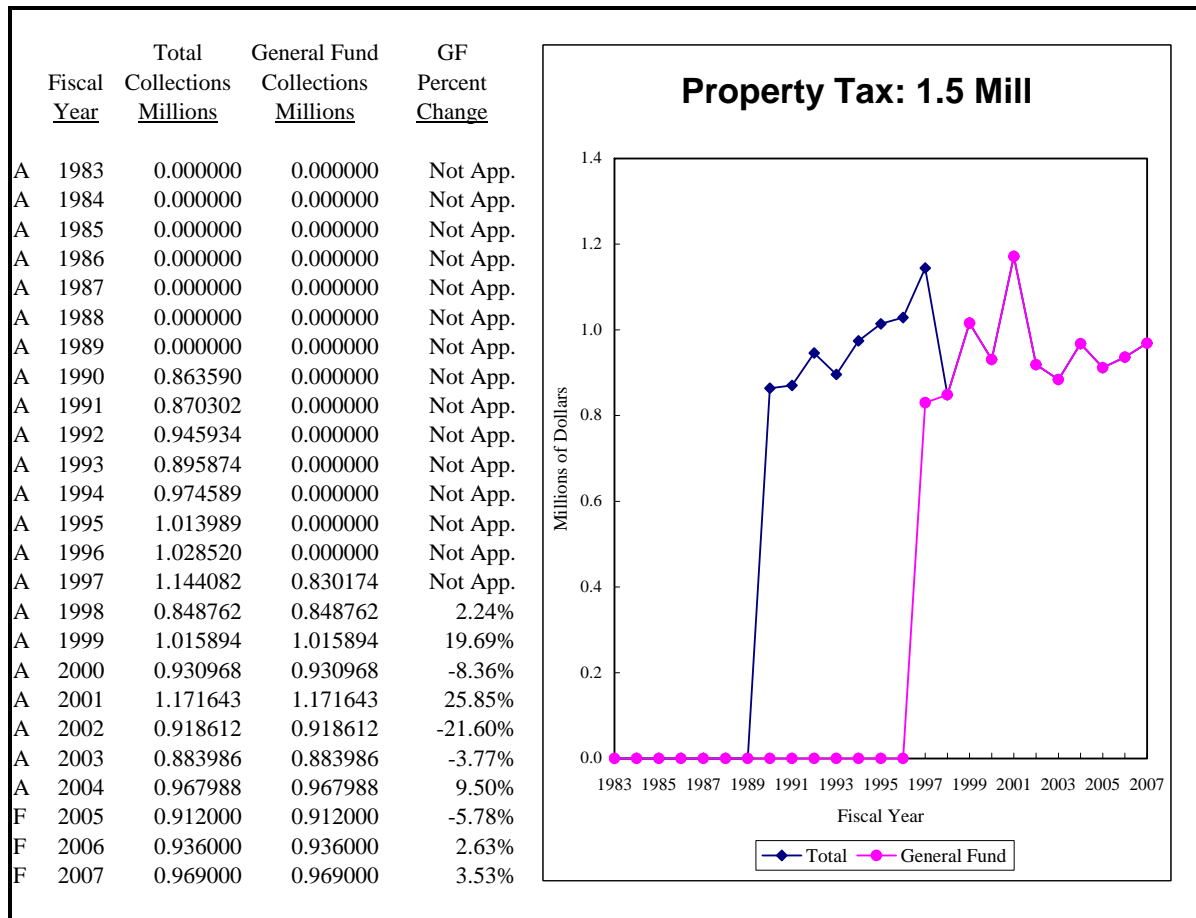 Total General Fund GF
Fiscal Collections Collections Percent
Year Millions Millions Change
A 1983 0.000000 0.000000 Not App.
A 1984 0.000000 0.000000 Not App.
A 1985 0.000000 0.000000 Not App.
A 1986 0.000000 0.000000 Not App.
A 1987 0.000000 0.000000 Not App.
A 1988 0.000000 0.000000 Not App.
A 1989 0.000000 0.000000 Not App.
A 1990 0.863590 0.000000 Not App.
A 1991 0.870302 0.000000 Not App.
A 1992 0.945934 0.000000 Not App.
A 1993 0.895874 0.000000 Not App.
A 1994 0.974589 0.000000 Not App.
A 1995 1.013989 0.000000 Not App.
A 1996 1.028520 0.000000 Not App.
A 1997 1.144082 0.830174 Not App.
A 1998 0.848762 0.848762 2.24%
A 1999 1.015894 1.015894 19.69%
A 2000 0.930968 0.930968 -8.36%
A 2001 1.171643 1.171643 25.85%
A 2002 0.918612 0.918612 -21.60%
A 2003 0.883986 0.883986 -3.77%
A 2004 0.967988 0.967988 9.50%
F 2005 0.912000 0.912000 -5.78%
F 2006 0.936000 0.936000 2.63%
F 2007 0.969000 0.969000 3.53%
Property Tax: 1.5 Mill
1.4
1.2
1.0
0.8
0.6
0.4
0.2
0.0
Millions of Dollars
1983 1985 1987 1989 1991 1993 1995 1997 1999 2001 2003 2005 2007
Fiscal Year
Total General Fund